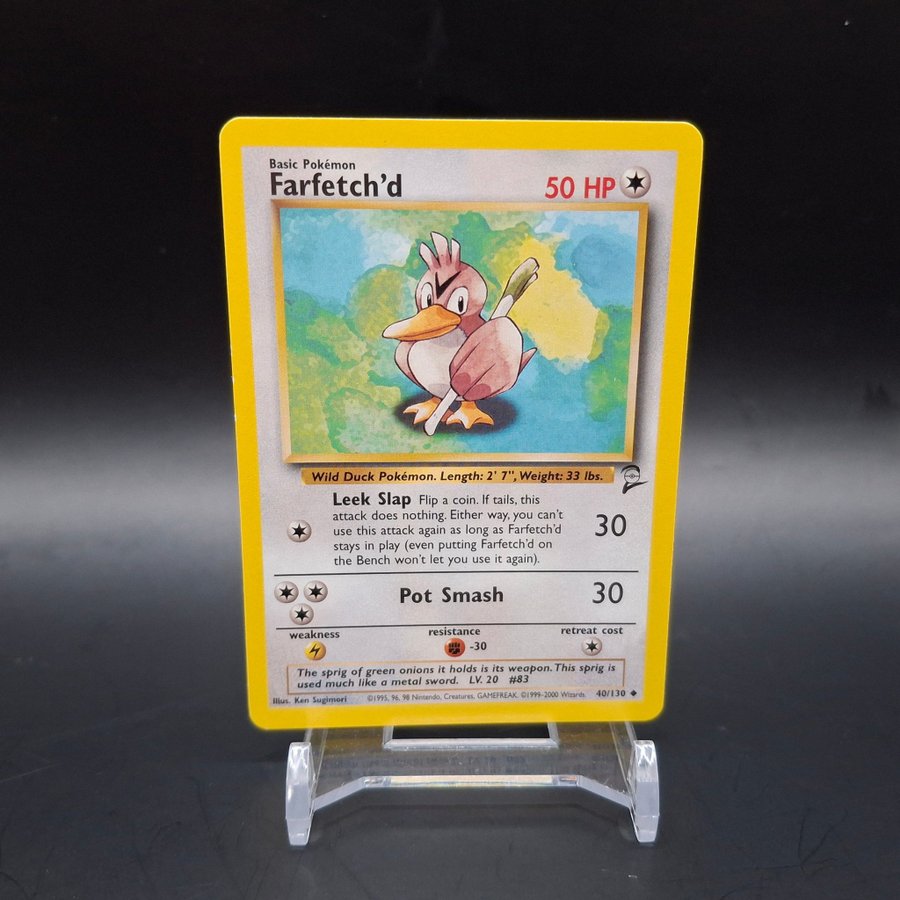 Basic Pokémon
Farfetch'd 50 HP
Wild Duck Pokémon. Length: 2' 7", Weight: 33 lbs.
Leek Slap Flip a coin. If tails, this
attack does nothing. Either way, you can't
use this attack again as long as Farfetch'd
stays in play (even putting Farfetch'd on
the Bench won't let you use it again).
30
Pot Smash 30
weakness resistance retreat cost
-30
The sprig of green onions it holds is its weapon. This sprig is
used much like a metal sword. LV. 20 #83
Illus. Ken Sugimori ©1995, 96, 98 Nintendo, Creatures, GAMEFREAK. ©1999-2000 Wizards. 40/130